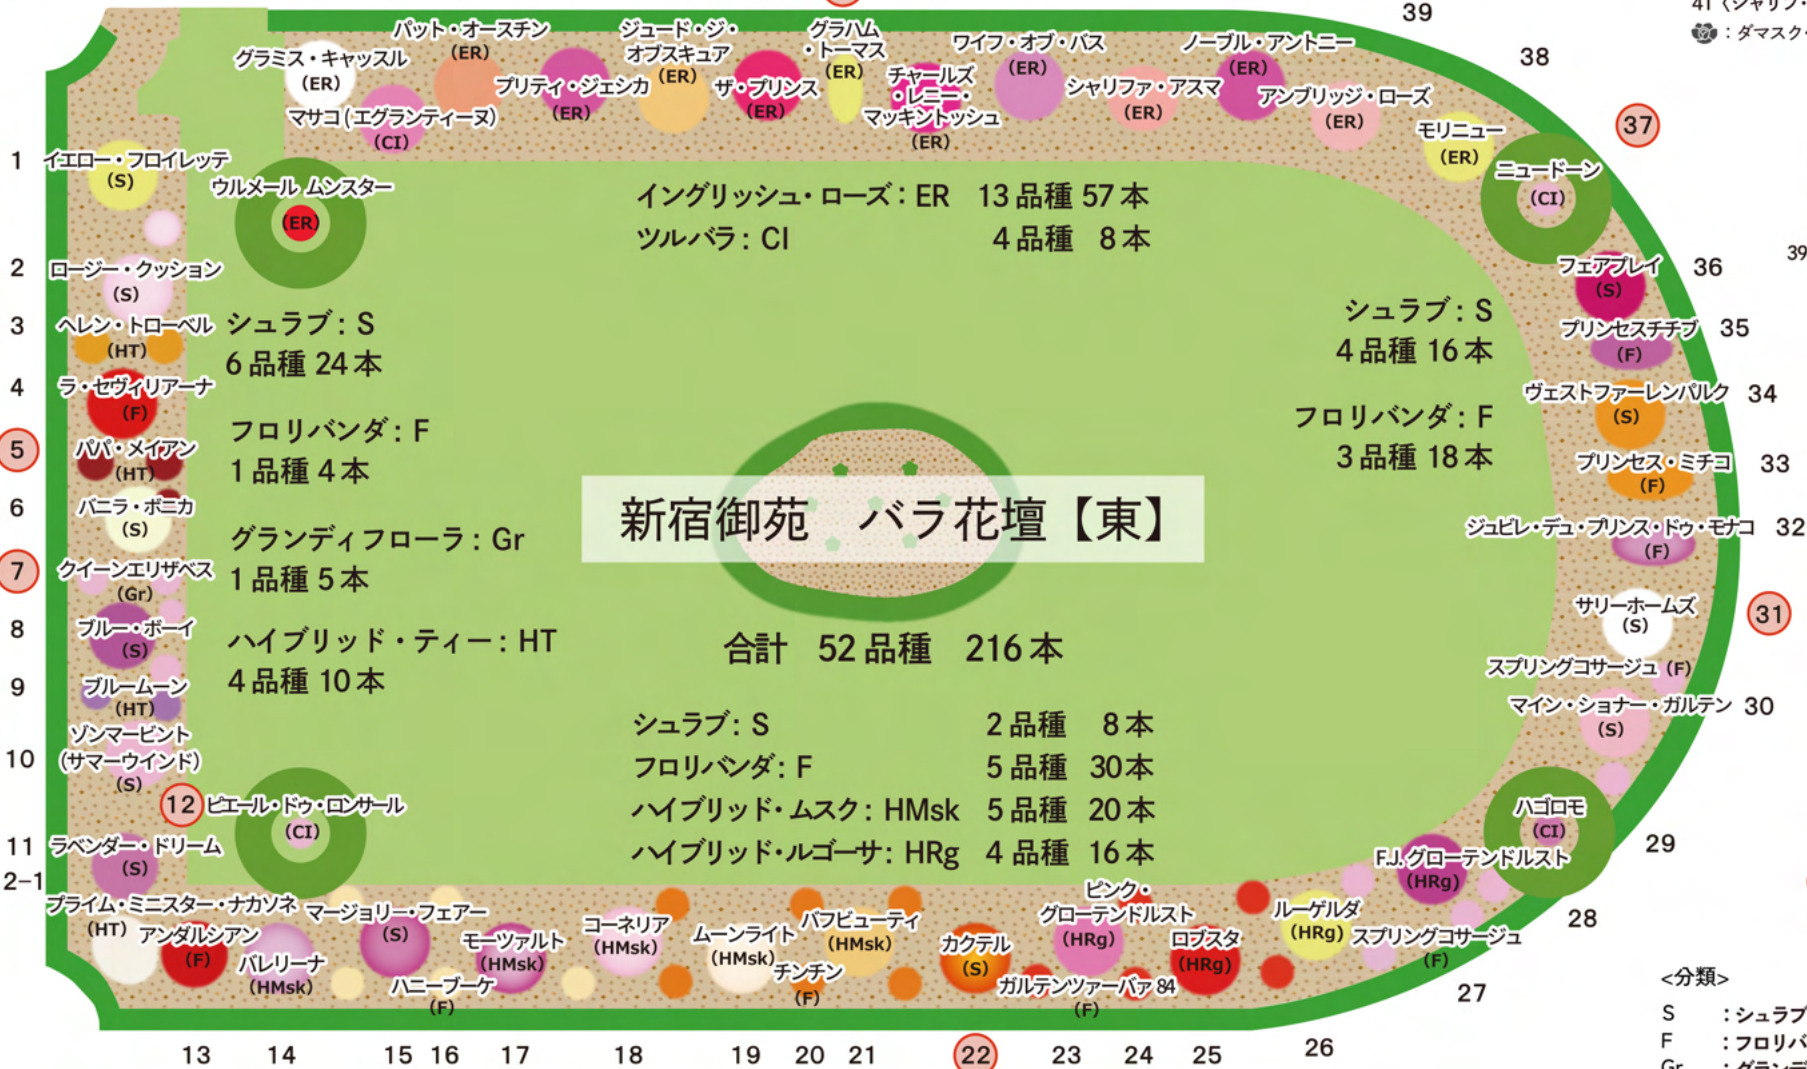 39
41
：ダマスク
38
パット・オースチン
(ER)
ジュード・ジ・
オブスキュア
(ER)
グラハム
・トーマス
(ER)
ワイフ・オブ・バス
(ER)
ノーブル・アントニー
(ER)
グラミス・キャッスル
(ER)
プリティ・ジェシカ
(ER)
ザ・プリンス
(ER)
チャールズ
・レニー・
マッキントッシュ
(ER)
シャリファ・アスマ
(ER)
アンブリッジ・ローズ
(ER)
マサコ(エグランティーヌ)
(CI)
モリニュー
(ER)
37
ニュードーン
(CI)
1
イエロー・フロイレッテ
(S)
ウルメール ムンスター
(ER)
イングリッシュ・ローズ：ER 13品種 57本
ツルバラ：CI 4品種 8本
39
2
ロージー・クッション
(S)
フェアプレイ
(S)
36
3
ヘレン・トローベル
(HT)
シュラブ：S
6品種 24本
シュラブ：S
4品種 16本
プリンセスチチブ
(F)
35
4
ラ・セヴィリアーナ
(F)
ヴェストファーレンパルク
(S)
34
5
パパ・メイアン
(HT)
フロリバンダ：F
1品種 4本
フロリバンダ：F
3品種 18本
プリンセス・ミチコ
(F)
33
6
バニラ・ボニカ
(S)
新宿御苑 バラ花壇【東】
ジュビレ・デュ・プリンス・ドゥ・モナコ
(F)
32
7
クイーンエリザベス
(Gr)
グランディフローラ：Gr
1品種 5本
8
ブルー・ボーイ
(S)
サリーホームズ
(S)
31
ハイブリッド・ティー：HT
4品種 10本
合計 52品種 216本
スプリングコサージュ (F)
9
ブルームーン
(HT)
マイン・ショナー・ガルテン
(S)
30
10
ゾンマービント
(サマーウインド)
(S)
シュラブ：S 2品種 8本
フロリバンダ：F 5品種 30本
ハイブリッド・ムスク：HMsk 5品種 20本
ハイブリッド・ルゴーサ：HRg 4品種 16本
12
ピエール・ドゥ・ロンサール
(CI)
ハゴロモ
(CI)
29
11
ラベンダー・ドリーム
(S)
2-1
F.J. グローテンドルスト
(HRg)
28
プライム・ミニスター・ナカソネ
(HT)
アンダルシアン
(F)
バレリーナ
(HMsk)
マージョリー・フェアー
(S)
ハニーブーケ
(F)
モーツァルト
(HMsk)
コーネリア
(HMsk)
ムーンライト
(HMsk)
チンチン
(F)
バフビューティ
(HMsk)
カクテル
(S)
ピンク・
グローテンドルスト
(HRg)
ガルテンツァーバァ 84
(F)
ロブスタ
(HRg)
ルーゲルダ
(HRg)
スプリングコサージュ
(F)
27
13 14 15 16 17 18 19 20 21 22 23 24 25 26
<分類>
S ：シュラブ
F ：フロリバ